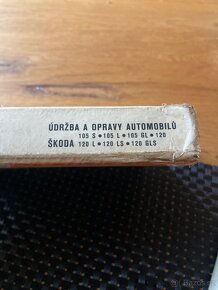 ÚDRŽBA A OPRAVY AUTOMOBILŮ
105 S • 105 L • 105 GL • 120
ŠKODA 120 L • 120 LS • 120 GLS